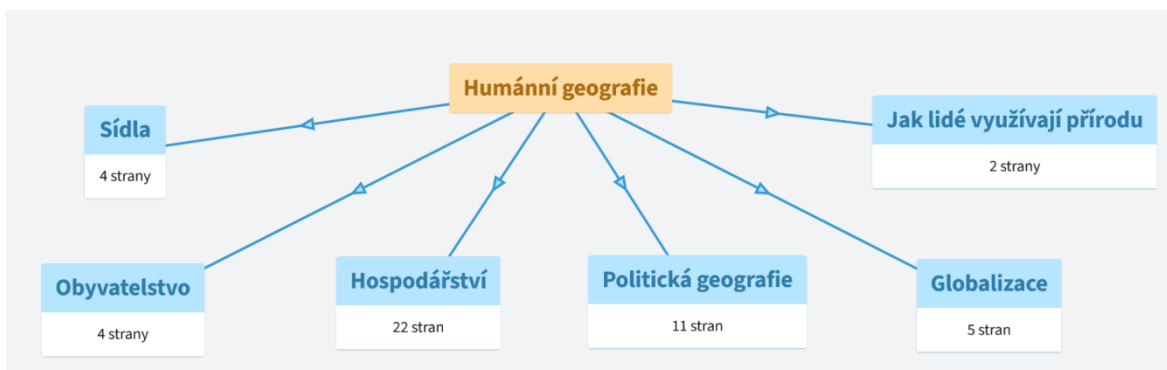 Humánní geografie
Sídla
4 strany
Jak lidé využívají přírodu
2 strany
Obyvatelstvo
4 strany
Hospodářství
22 stran
Politická geografie
11 stran
Globalizace
5 stran